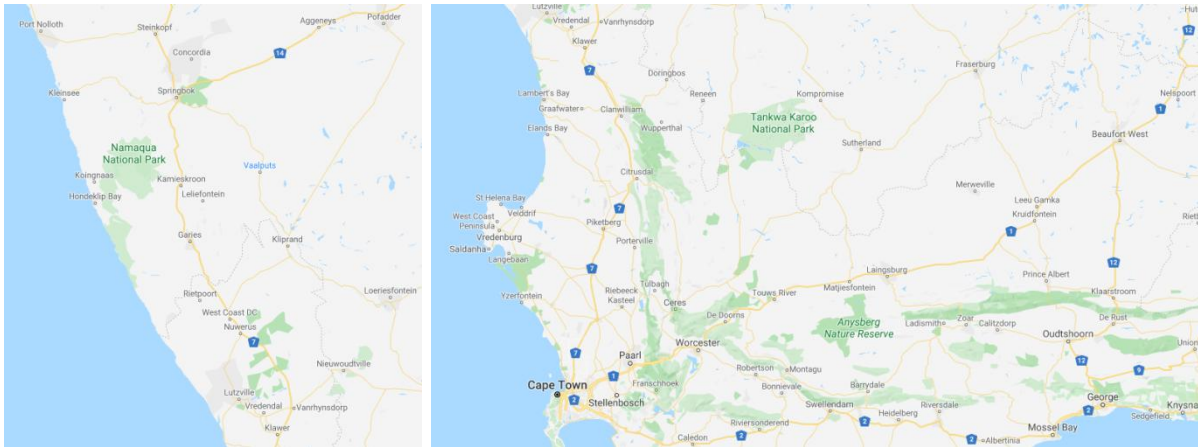 Port Nolloth
Steinkopf
Aggeneys
Pofadder
Concordia
14
Kleinsee
Springbok
Namaqua
National Park
Vaalputs
Koingnaas
Kamieskroon
Hondeklip Bay
Leliefontein
Garies
Kliprand
Rietpoort
Loeriesfontein
West Coast DC
Nuwerus
7
Nieuwoudtville
Lutzville
Vredendal
Vanrhynsdorp
Klawer
Lutzville
Vredendal
Vanrhynsdorp
Klawer
7
Doringbos
Fraserburg
12
Lambert's Bay
Graafwater
Clanwilliam
Reneen
Kompromise
Nelspoort
1
Elands Bay
Wupperthal
Tankwa Karoo
National Park
Sutherland
Beaufort West
Citrusdal
Merweville
Leeu Gamka
Kruidfontein
St Helena Bay
Velddrif
7
West Coast
Peninsula
Piketberg
Vredenburg
1
Saldanha
Porterville
Langebaan
7
12
Laingsburg
Prince Albert
Yzerfontein
Riebeek
Kasteel
Tulbagh
Touws River
Matjiesfontein
Klaarstroom
Ceres
De Doorns
Anysberg
Nature Reserve
Ladismith
Zoar
Calitzdorp
De Rust
Oudtshoorn
7
Paarl
Worcester
12
Union
9
1
Robertson
Montagu
Cape Town
2
Franschhoek
Bonnievale
Barrydale
Stellenbosch
George
Knysna
Swellendam
Heidelberg
Riversdale
2
Sedgefield
Riviersonderend
2
Mossel Bay
Caledon
2
Albertinia